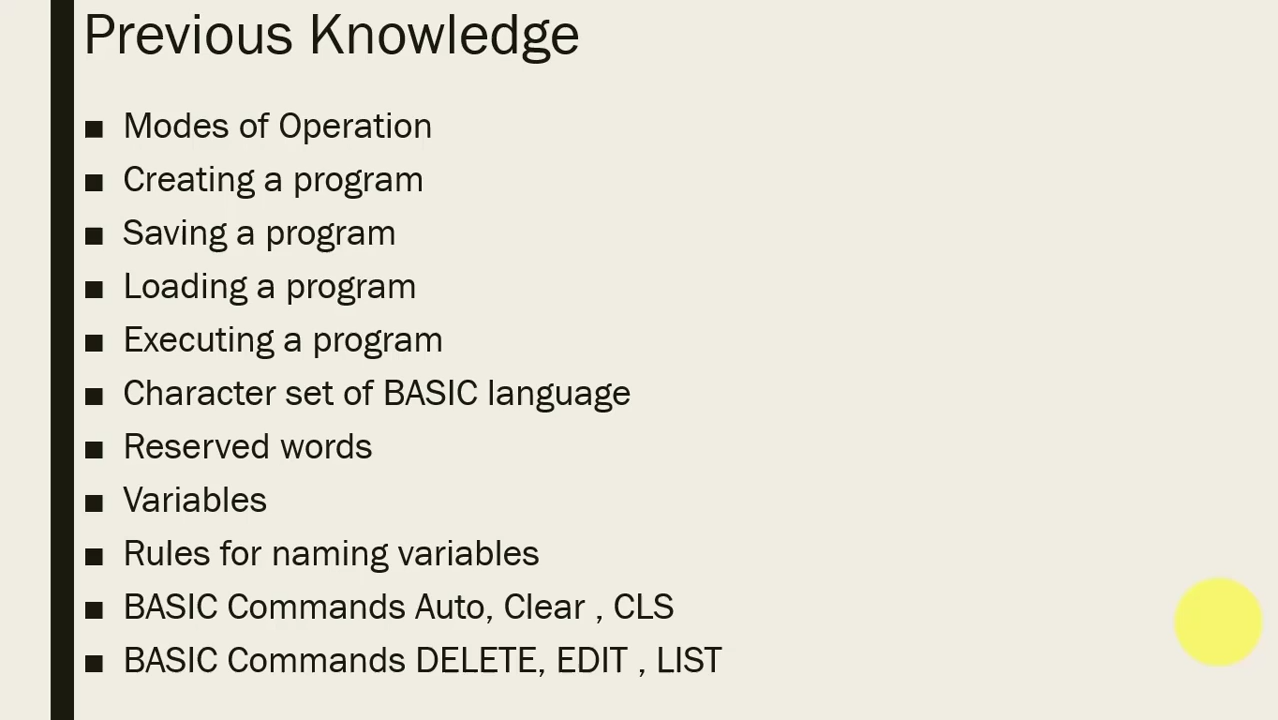 Previous Knowledge
■ Modes of Operation
■ Creating a program
■ Saving a program
■ Loading a program
■ Executing a program
■ Character set of BASIC language
■ Reserved words
■ Variables
■ Rules for naming variables
■ BASIC Commands Auto, Clear , CLS
■ BASIC Commands DELETE, EDIT , LIST